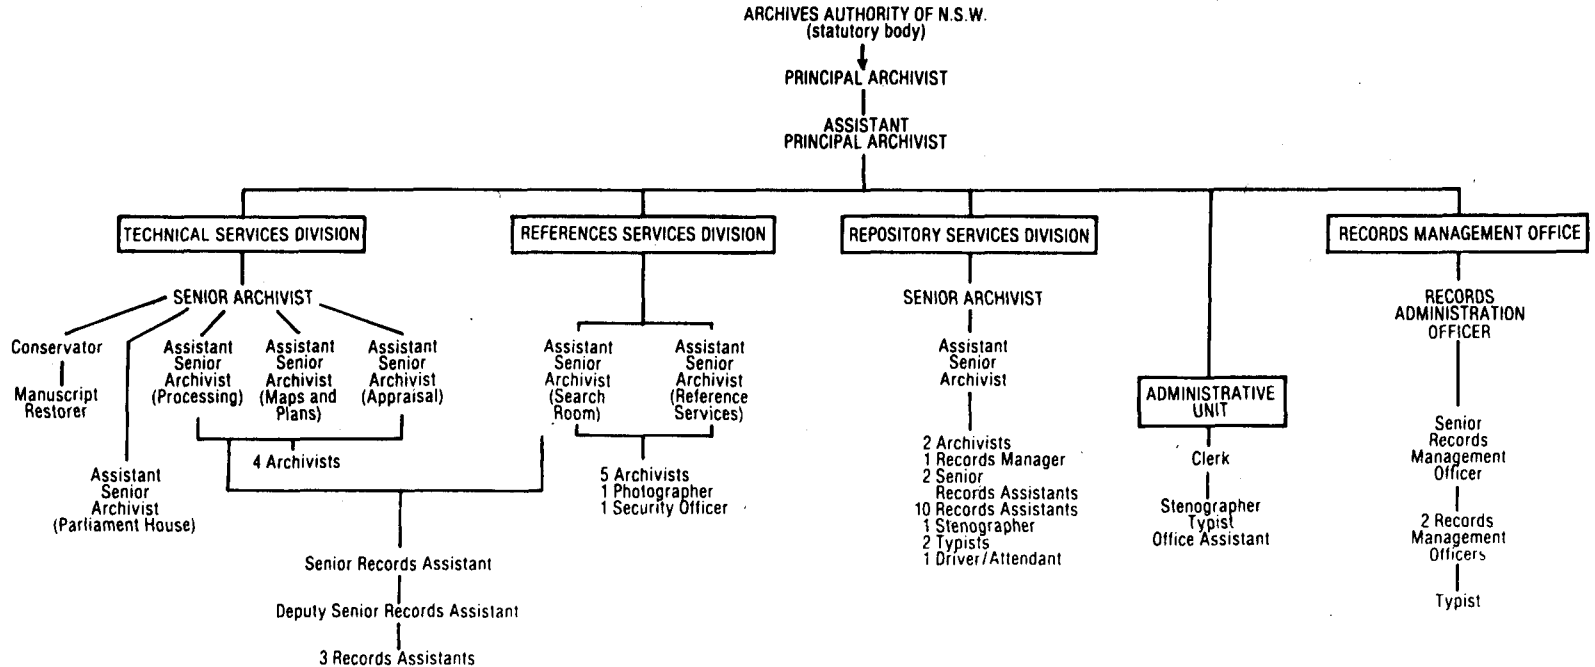 ARCHIVES AUTHORITY OF N.S.W.
(statutory body)
PRINCIPAL ARCHIVIST
ASSISTANT
PRINCIPAL ARCHIVIST
TECHNICAL SERVICES DIVISION
SENIOR ARCHIVIST
Conservator
Manuscript
Restorer
Assistant
Senior
Archivist
(Parliament House)
Assistant
Senior
Archivist
(Processing)
Assistant
Senior
Archivist
(Maps and
Plans)
Assistant
Senior
Archivist
(Appraisal)
4 Archivists
Senior Records Assistant
Deputy Senior Records Assistant
3 Records Assistants
REFERENCES SERVICES DIVISION
Assistant
Senior
Archivist
(Search
Room)
Assistant
Senior
Archivist
(Reference
Services)
5 Archivists
1 Photographer
1 Security Officer
REPOSITORY SERVICES DIVISION
SENIOR ARCHIVIST
Assistant
Senior
Archivist
2 Archivists
1 Records Manager
2 Senior
Records Assistants
10 Records Assistants
1 Stenographer
2 Typists
1 Driver/Attendant
ADMINISTRATIVE
UNIT
Clerk
Stenographer
Typist
Office Assistant
RECORDS MANAGEMENT OFFICE
RECORDS
ADMINISTRATION
OFFICER
Senior
Records
Management
Officer
2 Records
Management
Officers
Typist